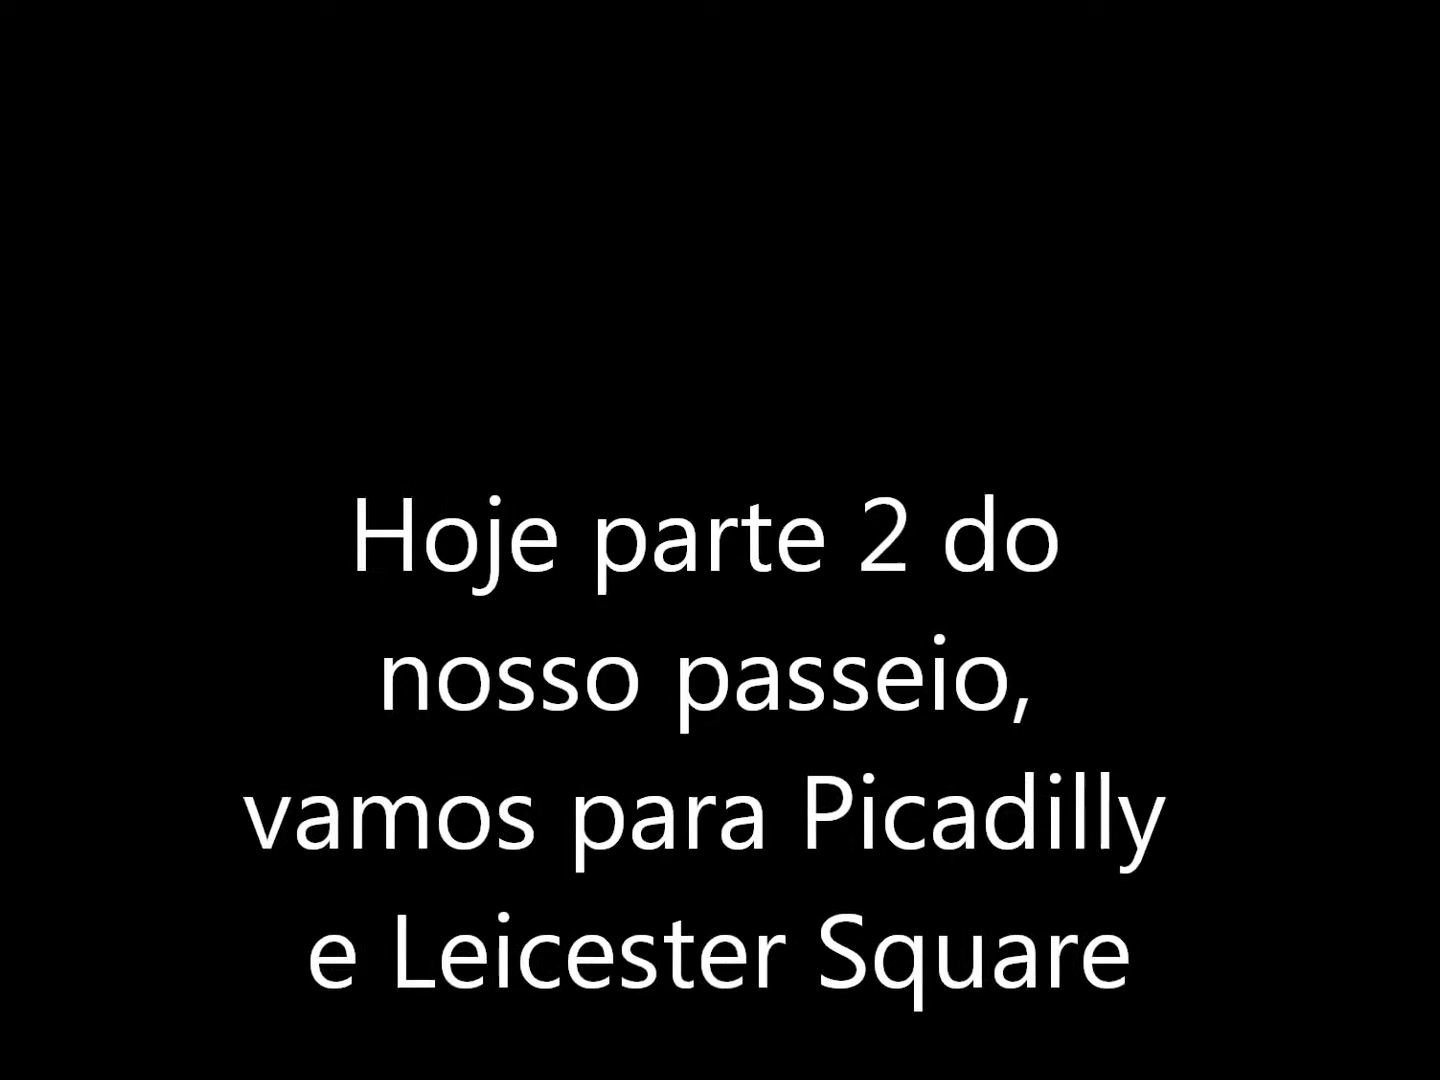 Hoje parte 2 do
nosso passeio,
vamos para Picadilly
e Leicester Square